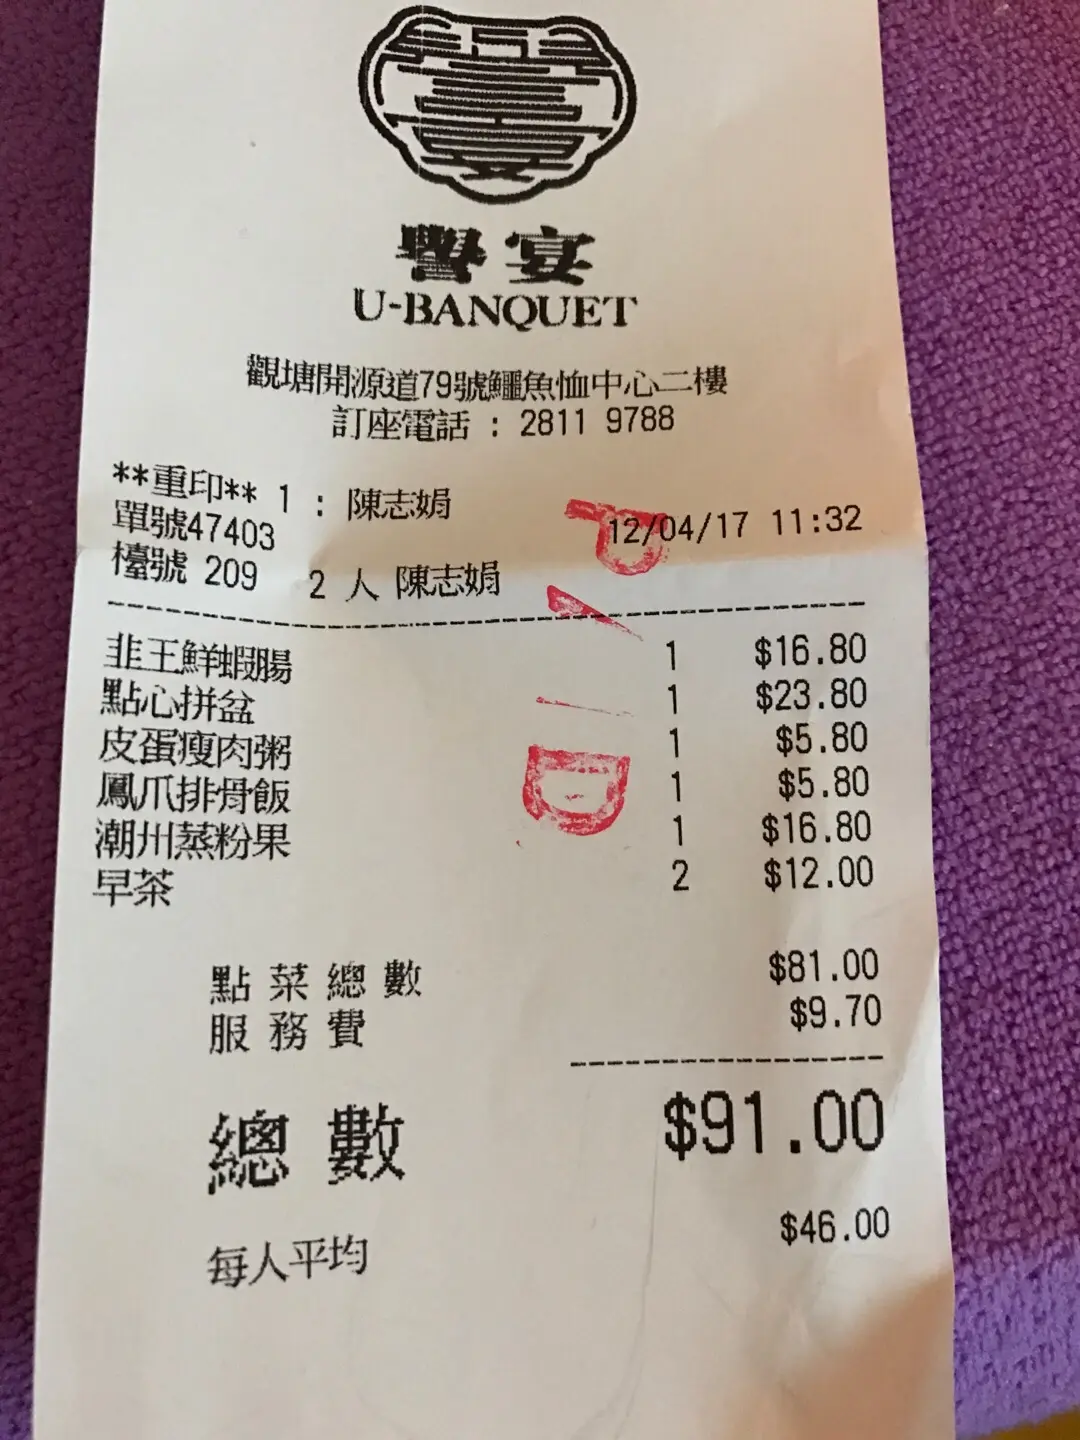 譽宴
U-BANQUET
觀塘開源道79號鱷魚恤中心二樓
訂座電話 : 2811 9788
**重印** 1 : 陳志娟
單號47403 12/04/17 11:32
檯號 209 2 人 陳志娟
韭王鮮蝦腸 1 $16.80
點心拼盆 1 $23.80
皮蛋瘦肉粥 1 $5.80
鳳爪排骨飯 1 $5.80
潮州蒸粉果 1 $16.80
早茶 2 $12.00
點菜總數 $81.00
服務費 $9.70
總數 $91.00
每人平均 $46.00
PAID